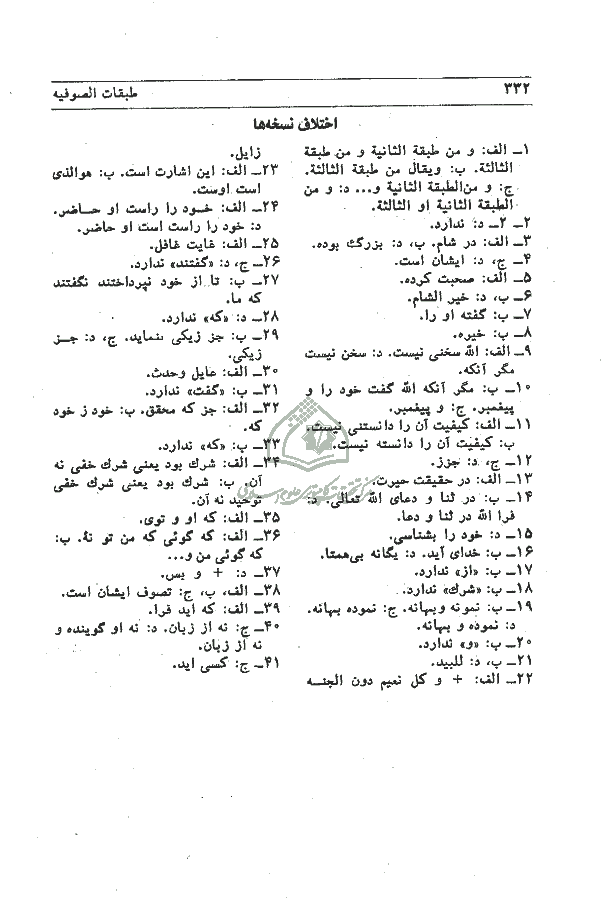 ۳۳۲
طبقات الصوفیه
اختلاف نسخه‌ها
۱ـ الف: و من طبقة الثانیة و من طبقة
الثالثة. ب: ویقال من طبقة الثالثة.
ج: و من‌الطبقة الثانیة و... د: و من
الطبقة الثانیة او الثالثة.
۲ـ ۲ـ د: ندارد.
۳ـ الف: در شام. ب، د: بزرگت بوده.
۴ـ ج، د: ایشان است.
۵ـ الف: صحبت کرده.
۶ـ ب، د: خیر الشام.
۷ـ ب: گفته او را.
۸ـ ب: خیره.
۹ـ الف: الله سخنی نیست. د: سخن نیست
مگر آنکه.
۱۰ـ ب: مگر آنکه الله گفت خود را و
پیغمبر. ج: و پیغمبر.
۱۱ـ الف: کیفیت آن را دانستنی نیست.
ب: کیفیت آن را دانسته نیست.
۱۲ـ ج، د: جزز.
۱۳ـ الف: در حقیقت حیرت.
۱۴ـ ب: در ثنا و دعای الله تعالی. د:
فرا الله در ثنا و دعا.
۱۵ـ د: خود را بشناسی.
۱۶ـ ب: خدای آید. د: یگانه بی‌همتا.
۱۷ـ ب: «از» ندارد.
۱۸ـ ب: «شرك» ندارد.
۱۹ـ ب: نمونه وبهانه. ج: نموده بهانه.
د: نموده و بهانه.
۲۰ـ ب: «و» ندارد.
۲۱ـ ب، د: للبید.
۲۲ـ الف: + و کل نعیم دون الجنــه
زایل.
۲۳ـ الف: این اشارت است. ب: هوالذی
است اوست.
۲۴ـ الف: خــود را راست او حــاضر.
د: خود را راست است او حاضر.
۲۵ـ الف: غایت غافل.
۲۶ـ ج، د: «گفتند» ندارد.
۲۷ـ ب: تا از خود نپرداختند نگفتند
که ما.
۲۸ـ د: «که» ندارد.
۲۹ـ ب: جز زیکی ننماید. ج، د: جــز
زیکی.
۳۰ـ الف: عایل وحدث.
۳۱ـ ب: «گفت» ندارد.
۳۲ـ الف: جز که محقق. ب: خود ز خود
که.
۳۳ـ ب: «که» ندارد.
۳۴ـ الف: شرك بود یعنی شرك خفی نه
آن. ب: شرك بود یعنی شرك خفی
توحید نه آن.
۳۵ـ الف: که او و توی.
۳۶ـ الف: که گوئی که من تو نۀ. ب:
که گوئی من و...
۳۷ـ د: + و بس.
۳۸ـ الف، ب، ج: تصوف ایشان است.
۳۹ـ الف: که آید فرا.
۴۰ـ ج: نه از زبان. د: نه او گوینده و
نه از زبان.
۴۱ـ ج: کسی اید.